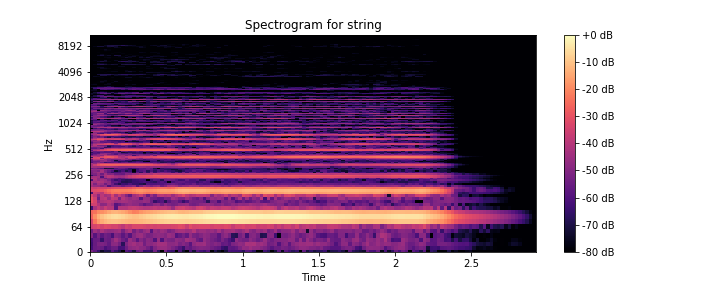 Spectrogram for string
Hz
8192
4096
2048
1024
512
256
128
64
0
0
0.5
1
1.5
2
2.5
Time
+0 dB
-10 dB
-20 dB
-30 dB
-40 dB
-50 dB
-60 dB
-70 dB
-80 dB